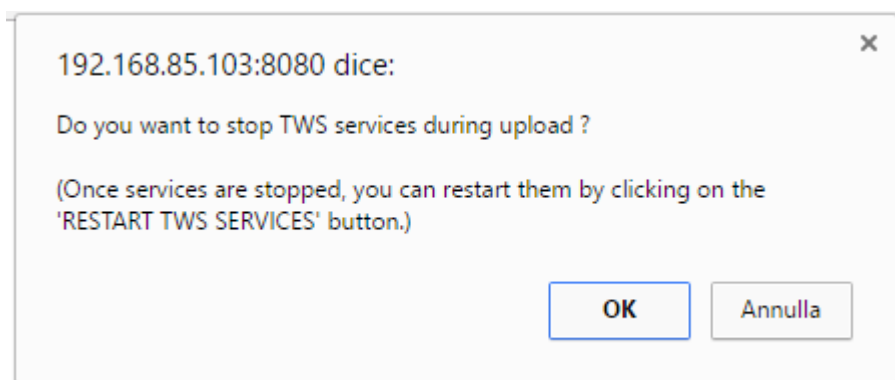 192.168.85.103:8080 dice:
Do you want to stop TWS services during upload ?
(Once services are stopped, you can restart them by clicking on the
'RESTART TWS SERVICES' button.)
OK
Annulla